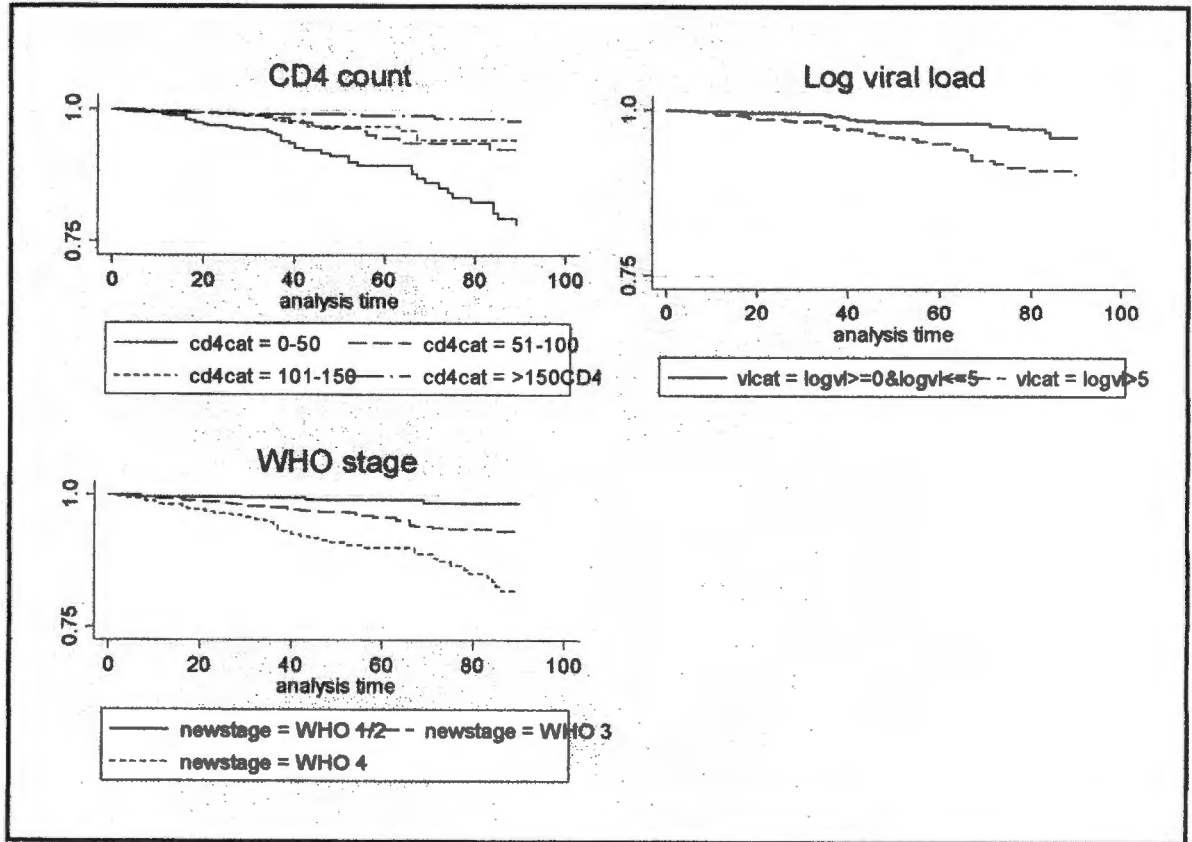 CD4 count
1.0
0.75
0 20 40 60 80 100
analysis time
cd4cat = 0-50 cd4cat = 51-100
cd4cat = 101-150 cd4cat = >150CD4
Log viral load
1.0
0.75
0 20 40 60 80 100
analysis time
vlcat = logvl>=0&logvl<=5 vlcat = logvl>5
WHO stage
1.0
0.75
0 20 40 60 80 100
analysis time
newstage = WHO 1/2 newstage = WHO 3
newstage = WHO 4